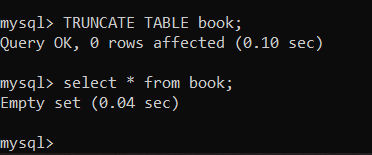 mysql> TRUNCATE TABLE book;
Query OK, 0 rows affected (0.10 sec)
mysql> select * from book;
Empty set (0.04 sec)
mysql>